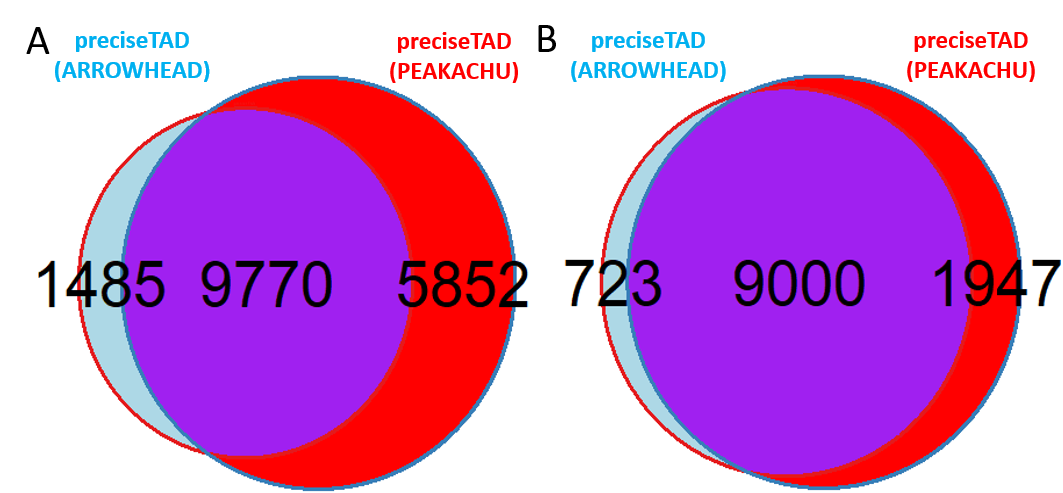 A
preciseTAD
(ARROWHEAD)
preciseTAD
(PEAKACHU)
1485
9770
5852
B
preciseTAD
(ARROWHEAD)
preciseTAD
(PEAKACHU)
723
9000
1947